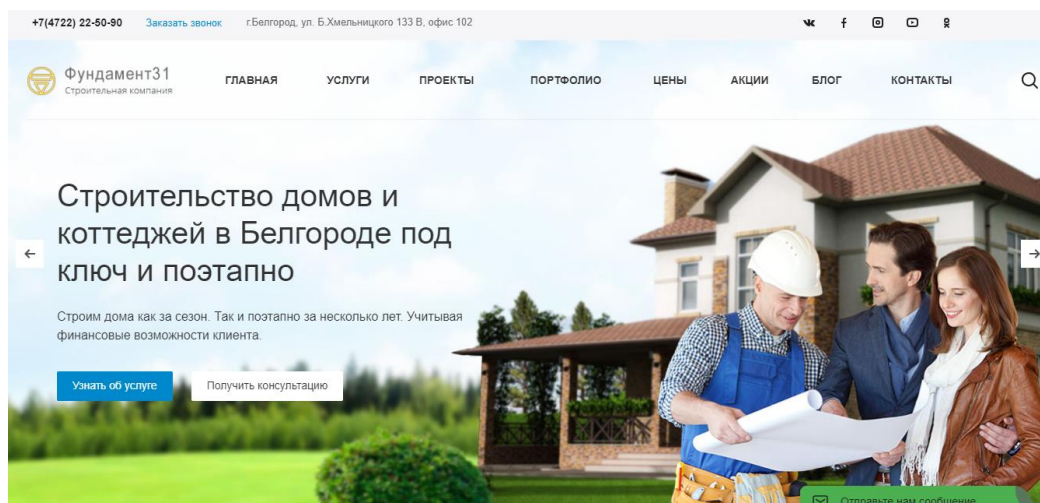 +7(4722) 22-50-90 Заказать звонок г.Белгород, ул. Б.Хмельницкого 133 В, офис 102
Фундамент31
Строительная компания
ГЛАВНАЯ УСЛУГИ ПРОЕКТЫ ПОРТФОЛИО ЦЕНЫ АКЦИИ БЛОГ КОНТАКТЫ
Строительство домов и
коттеджей в Белгороде под
ключ и поэтапно
Строим дома как за сезон. Так и поэтапно за несколько лет. Учитывая
финансовые возможности клиента.
Узнать об услуге Получить консультацию
Отправьте нам сообщение